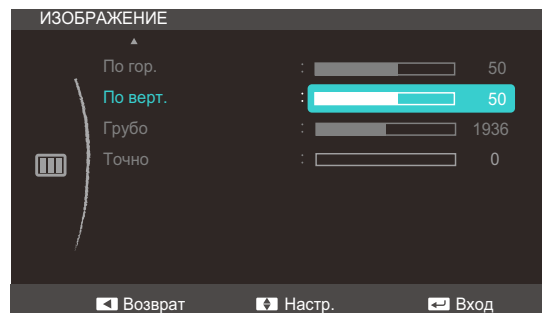 ИЗОБРАЖЕНИЕ
По гор. : 50
По верт. : 50
Грубо : 1936
Точно : 0
Возврат Настр. Вход